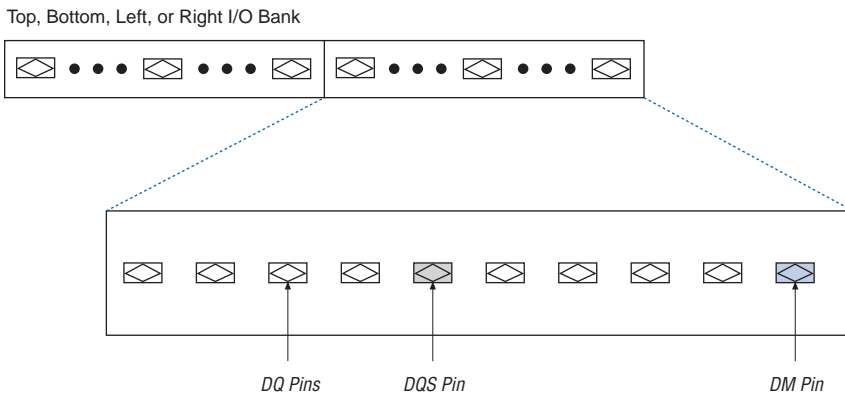 Top, Bottom, Left, or Right I/O Bank
DQ Pins
DQS Pin
DM Pin